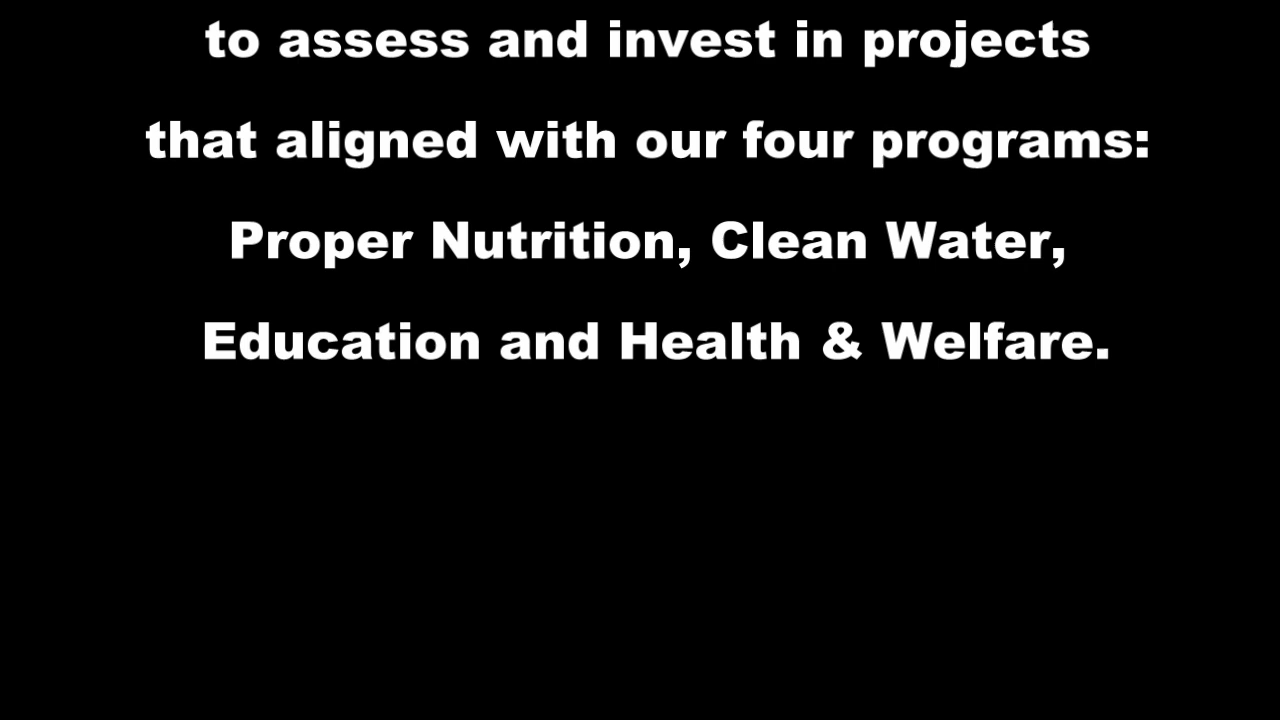 to assess and invest in projects
that aligned with our four programs:
Proper Nutrition, Clean Water,
Education and Health & Welfare.